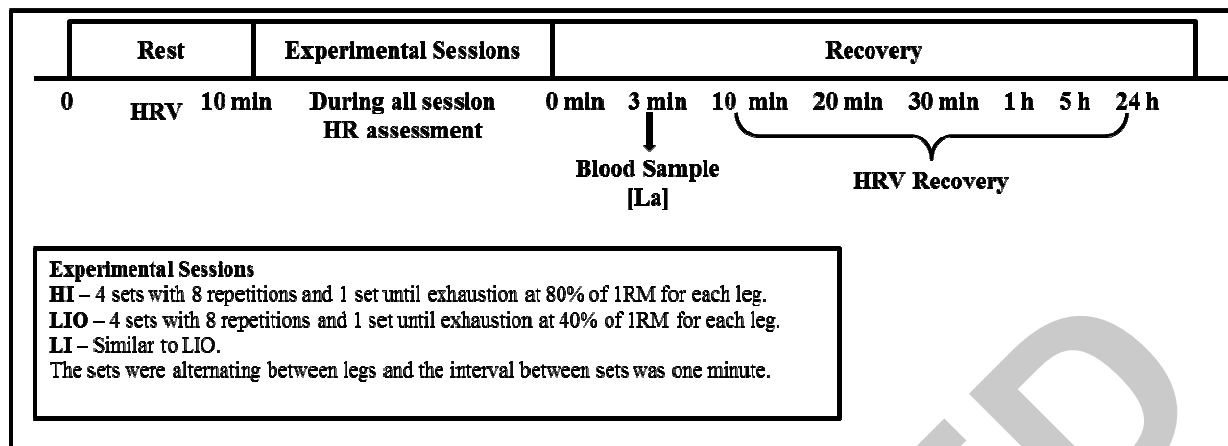 Rest Experimental Sessions Recovery
0 HRV 10 min During all session 0 min 3 min 10 min 20 min 30 min 1 h 5 h 24 h
HR assessment
Blood Sample HRV Recovery
[La]
Experimental Sessions
HI – 4 sets with 8 repetitions and 1 set until exhaustion at 80% of 1RM for each leg.
LIO – 4 sets with 8 repetitions and 1 set until exhaustion at 40% of 1RM for each leg.
LI – Similar to LIO.
The sets were alternating between legs and the interval between sets was one minute.